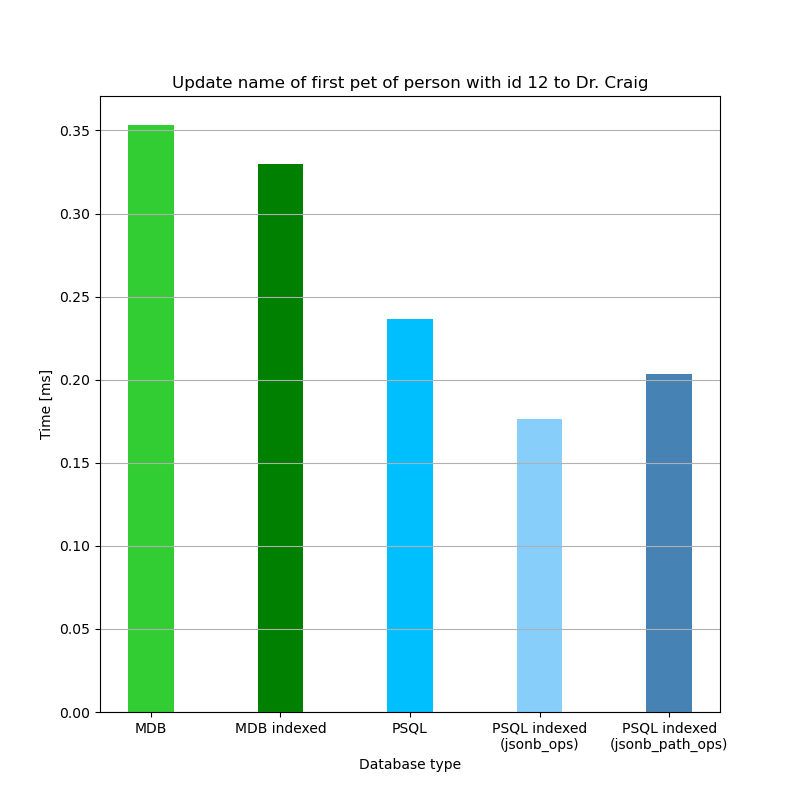 Update name of first pet of person with id 12 to Dr. Craig
0.35
0.30
0.25
0.20
0.15
0.10
0.05
0.00
Time [ms]
MDB
MDB indexed
PSQL
PSQL indexed
(jsonb_ops)
PSQL indexed
(jsonb_path_ops)
Database type